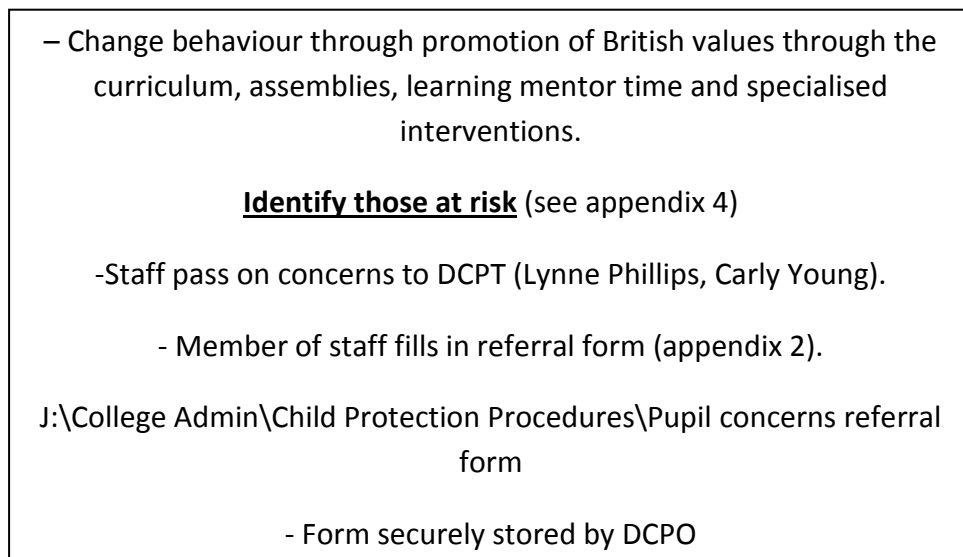 – Change behaviour through promotion of British values through the
curriculum, assemblies, learning mentor time and specialised
interventions.
Identify those at risk (see appendix 4)
-Staff pass on concerns to DCPT (Lynne Phillips, Carly Young).
- Member of staff fills in referral form (appendix 2).
J:\College Admin\Child Protection Procedures\Pupil concerns referral
form
- Form securely stored by DCPO